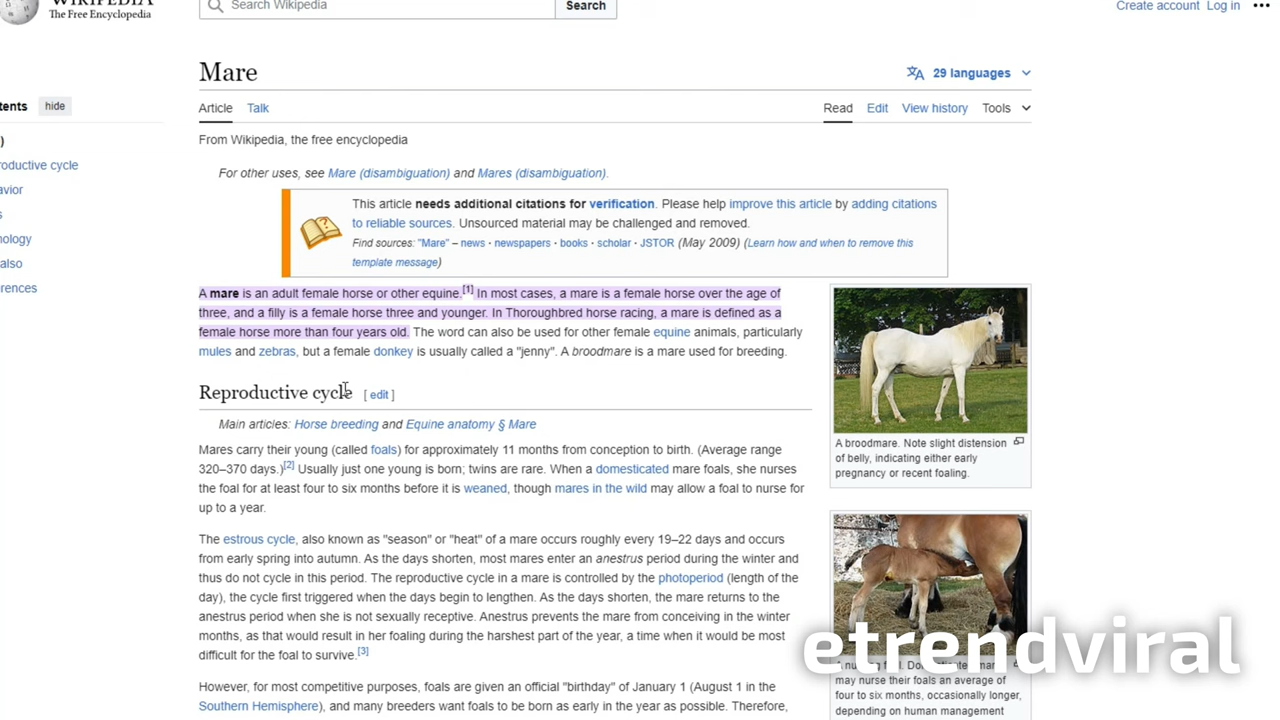 WIKIPEDIA
The Free Encyclopedia
Search Wikipedia
Search
Create account Log in •••
Mare
29 languages
tents hide
Article Talk
Read Edit View history Tools
)
From Wikipedia, the free encyclopedia
oductive cycle
For other uses, see Mare (disambiguation) and Mares (disambiguation).
avior
s
This article needs additional citations for verification. Please help improve this article by adding citations
to reliable sources. Unsourced material may be challenged and removed.
nology
Find sources: "Mare" – news · newspapers · books · scholar · JSTOR (May 2009) (Learn how and when to remove this
template message)
also
rences
A mare is an adult female horse or other equine.[1] In most cases, a mare is a female horse over the age of
three, and a filly is a female horse three and younger. In Thoroughbred horse racing, a mare is defined as a
female horse more than four years old. The word can also be used for other female equine animals, particularly
mules and zebras, but a female donkey is usually called a "jenny". A broodmare is a mare used for breeding.
Reproductive cycle [ edit ]
Main articles: Horse breeding and Equine anatomy § Mare
Mares carry their young (called foals) for approximately 11 months from conception to birth. (Average range
320–370 days.)[2] Usually just one young is born; twins are rare. When a domesticated mare foals, she nurses
the foal for at least four to six months before it is weaned, though mares in the wild may allow a foal to nurse for
up to a year.
The estrous cycle, also known as "season" or "heat" of a mare occurs roughly every 19–22 days and occurs
from early spring into autumn. As the days shorten, most mares enter an anestrus period during the winter and
thus do not cycle in this period. The reproductive cycle in a mare is controlled by the photoperiod (length of the
day), the cycle first triggered when the days begin to lengthen. As the days shorten, the mare returns to the
anestrus period when she is not sexually receptive. Anestrus prevents the mare from conceiving in the winter
months, as that would result in her foaling during the harshest part of the year, a time when it would be most
difficult for the foal to survive.[3]
However, for most competitive purposes, foals are given an official "birthday" of January 1 (August 1 in the
Southern Hemisphere), and many breeders want foals to be born as early in the year as possible. Therefore,
A broodmare. Note slight distension
of belly, indicating either early
pregnancy or recent foaling.
etrendviral
may nurse their foals an average of
four to six months, occasionally longer,
depending on human management